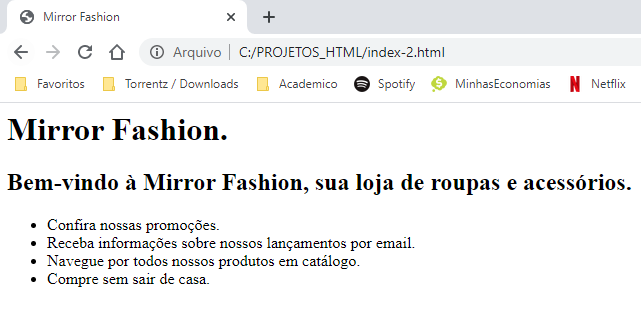 Mirror Fashion
Arquivo | C:/PROJETOS_HTML/index-2.html
Favoritos Torrentz / Downloads Academico Spotify MinhasEconomias Netflix
Mirror Fashion.
Bem-vindo à Mirror Fashion, sua loja de roupas e acessórios.
• Confira nossas promoções.
• Receba informações sobre nossos lançamentos por email.
• Navegue por todos nossos produtos em catálogo.
• Compre sem sair de casa.